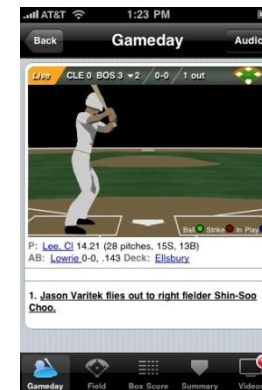 AT&T 1:23 PM
Back Gameday Audio
Live CLE 0 BOS 3 ▾2 0-0 1 out
Ball Strike In Play
P: Lee, Cl 14.21 (28 pitches, 15S, 13B)
AB: Lowrie 0-0, .143 Deck: Ellsbury
1. Jason Varitek flies out to right fielder Shin-Soo
Choo.
Gameday Field Box Score Summary Videos